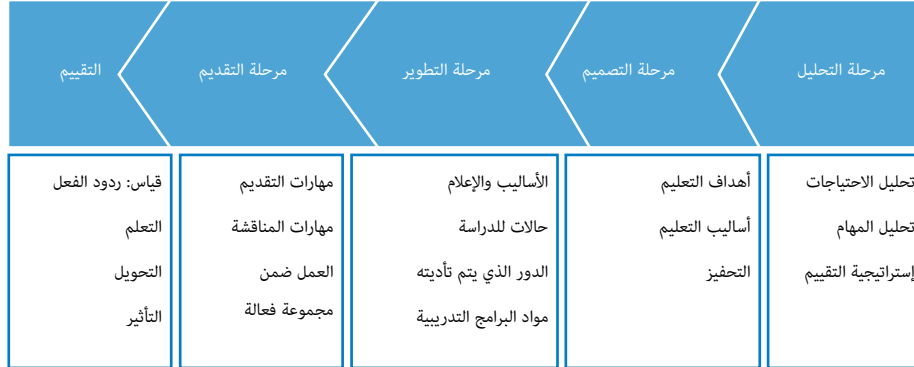 مرحلة التحليل
مرحلة التصميم
مرحلة التطوير
مرحلة التقديم
التقييم
تحليل الاحتياجات
تحليل المهام
إستراتيجية التقييم
أهداف التعليم
أساليب التعليم
التحفيز
الأساليب والإعلام
حالات للدراسة
الدور الذي يتم تأديته
مواد البرامج التدريبية
مهارات التقديم
مهارات المناقشة
العمل ضمن
مجموعة فعالة
قياس: ردود الفعل
التعلم
التحويل
التأثير